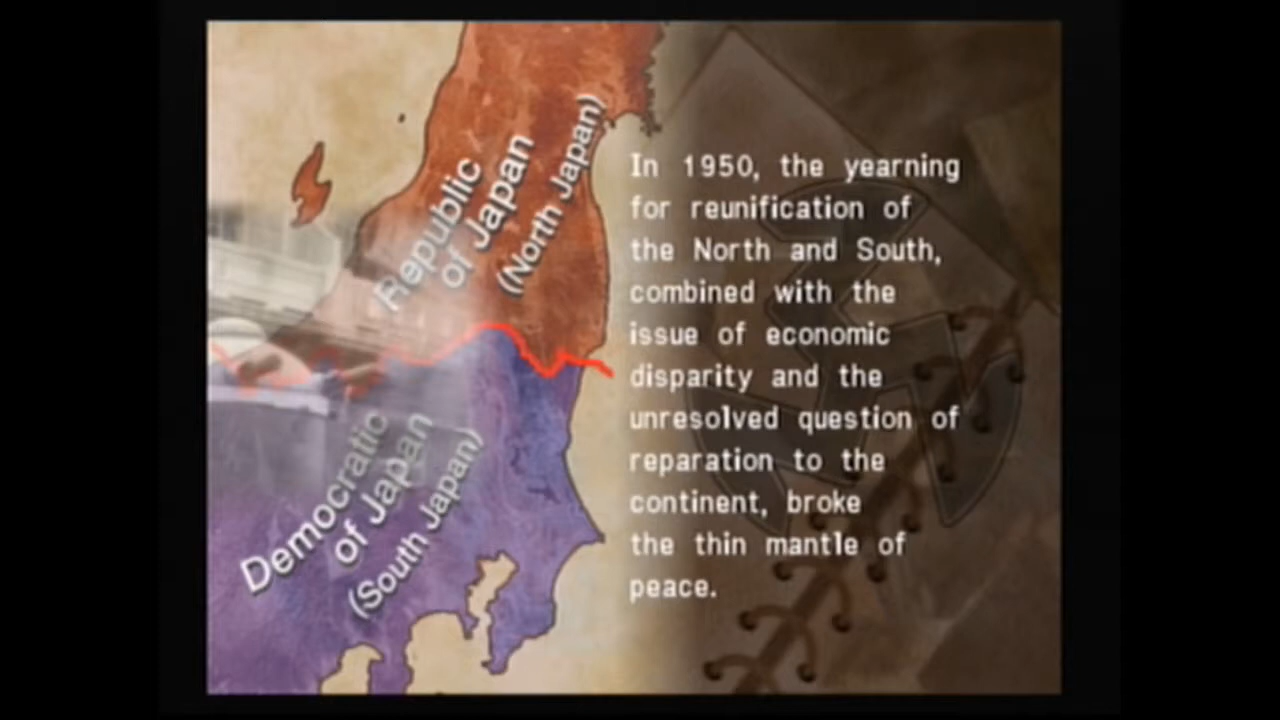 Republic
of Japan
(North Japan)
Democratic
of Japan
(South Japan)
In 1950, the yearning
for reunification of
the North and South,
combined with the
issue of economic
disparity and the
unresolved question of
reparation to the
continent, broke
the thin mantle of
peace.